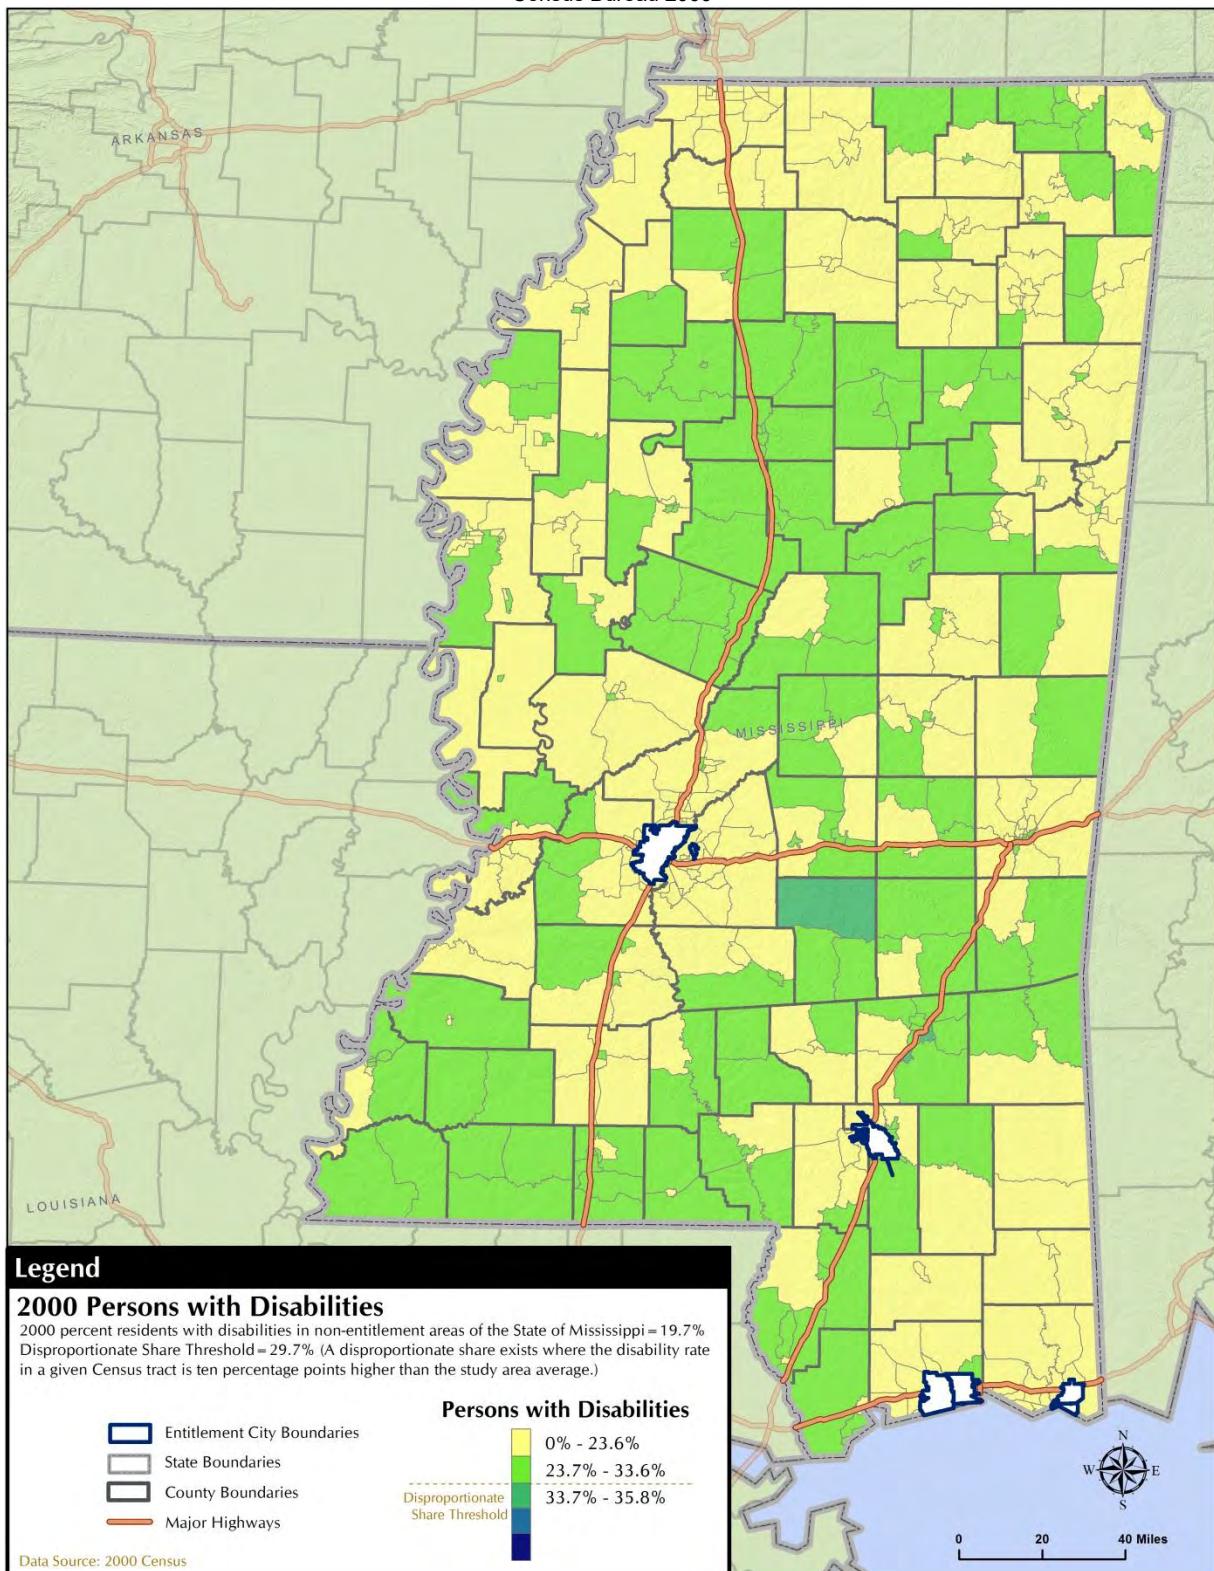 Census Bureau 2000
ARKANSAS
MISSISSIPPI
LOUISIANA
Legend
2000 Persons with Disabilities
2000 percent residents with disabilities in non-entitlement areas of the State of Mississippi = 19.7%
Disproportionate Share Threshold = 29.7% (A disproportionate share exists where the disability rate
in a given Census tract is ten percentage points higher than the study area average.)
Entitlement City Boundaries
State Boundaries
County Boundaries
Major Highways
Data Source: 2000 Census
Persons with Disabilities
0% - 23.6%
23.7% - 33.6%
33.7% - 35.8%
Disproportionate
Share Threshold
N
W E
S
0 20 40 Miles